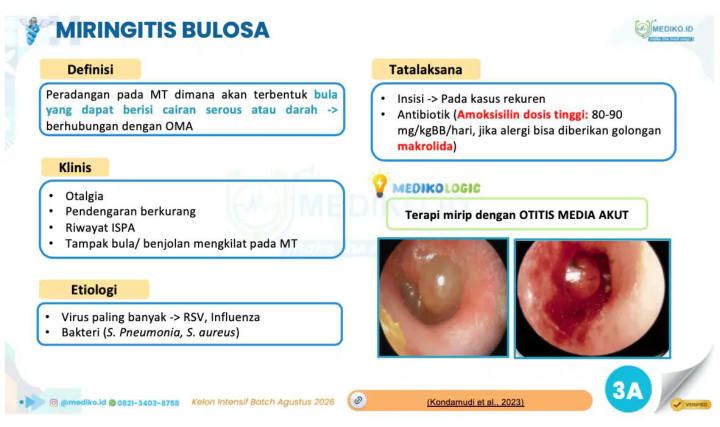 MIRINGITIS BULOSA
MEDIKO.ID
Definisi
Peradangan pada MT dimana akan terbentuk bula
yang dapat berisi cairan serous atau darah ->
berhubungan dengan OMA
Klinis
• Otalgia
• Pendengaran berkurang
• Riwayat ISPA
• Tampak bula/ benjolan mengkilat pada MT
Etiologi
• Virus paling banyak -> RSV, Influenza
• Bakteri (S. Pneumonia, S. aureus)
Tatalaksana
• Insisi -> Pada kasus rekuren
• Antibiotik (Amoksisilin dosis tinggi: 80-90
mg/kgBB/hari, jika alergi bisa diberikan golongan
makrolida)
MEDIKOLOGIC
Terapi mirip dengan OTITIS MEDIA AKUT
MEDIKO.ID
@mediko.id 0821-3403-8758 Kelon Intensif Batch Agustus 2026
(Kondamudi et al., 2023)
3A
VERIFIED